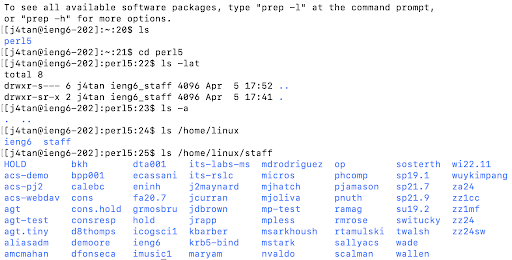 To see all available software packages, type "prep -l" at the command prompt,
or "prep -h" for more options.
[[j4tan@ieng6-202]:~:20$ ls
perl5
[[j4tan@ieng6-202]:~:21$ cd perl5
[[j4tan@ieng6-202]:perl5:22$ ls -lat
total 8
drwxr-s--- 6 j4tan ieng6_staff 4096 Apr  5 17:52 ..
drwxr-sr-x 2 j4tan ieng6_staff 4096 Apr  5 17:41 .
[[j4tan@ieng6-202]:perl5:23$ ls -a
.  ..
[[j4tan@ieng6-202]:perl5:24$ ls /home/linux
ieng6  staff
[[j4tan@ieng6-202]:perl5:25$ ls /home/linux/staff
HOLD bkh dta001 its-labs-ms mdrodriguez op sosterth wi22.11
acs-demo bpp001 ecassani its-rslc micros phcomp sp19.1 wuykimpang
acs-pj2 calebc eninh j2maynard mjhatch pjamason sp21.7 za24
acs-webdav cons fa20.7 jcurran mjoliva pnuth sp21.9 zz1cc
agt cons.hold grmosbru jdbrown mp-test ramag su19.2 zz1mf
agt-test consresp hold jrapp mpless rmrose switucky zz24
agt.tiny d8thomps icogsci1 kbarber msarkhoush rtamulski twalsh zz24sw
aliasadm demoore ieng6 krb5-bind mstark sallyacs wade
amcmahan dfonseca imusic1 maryam nvaldo scalman wallen